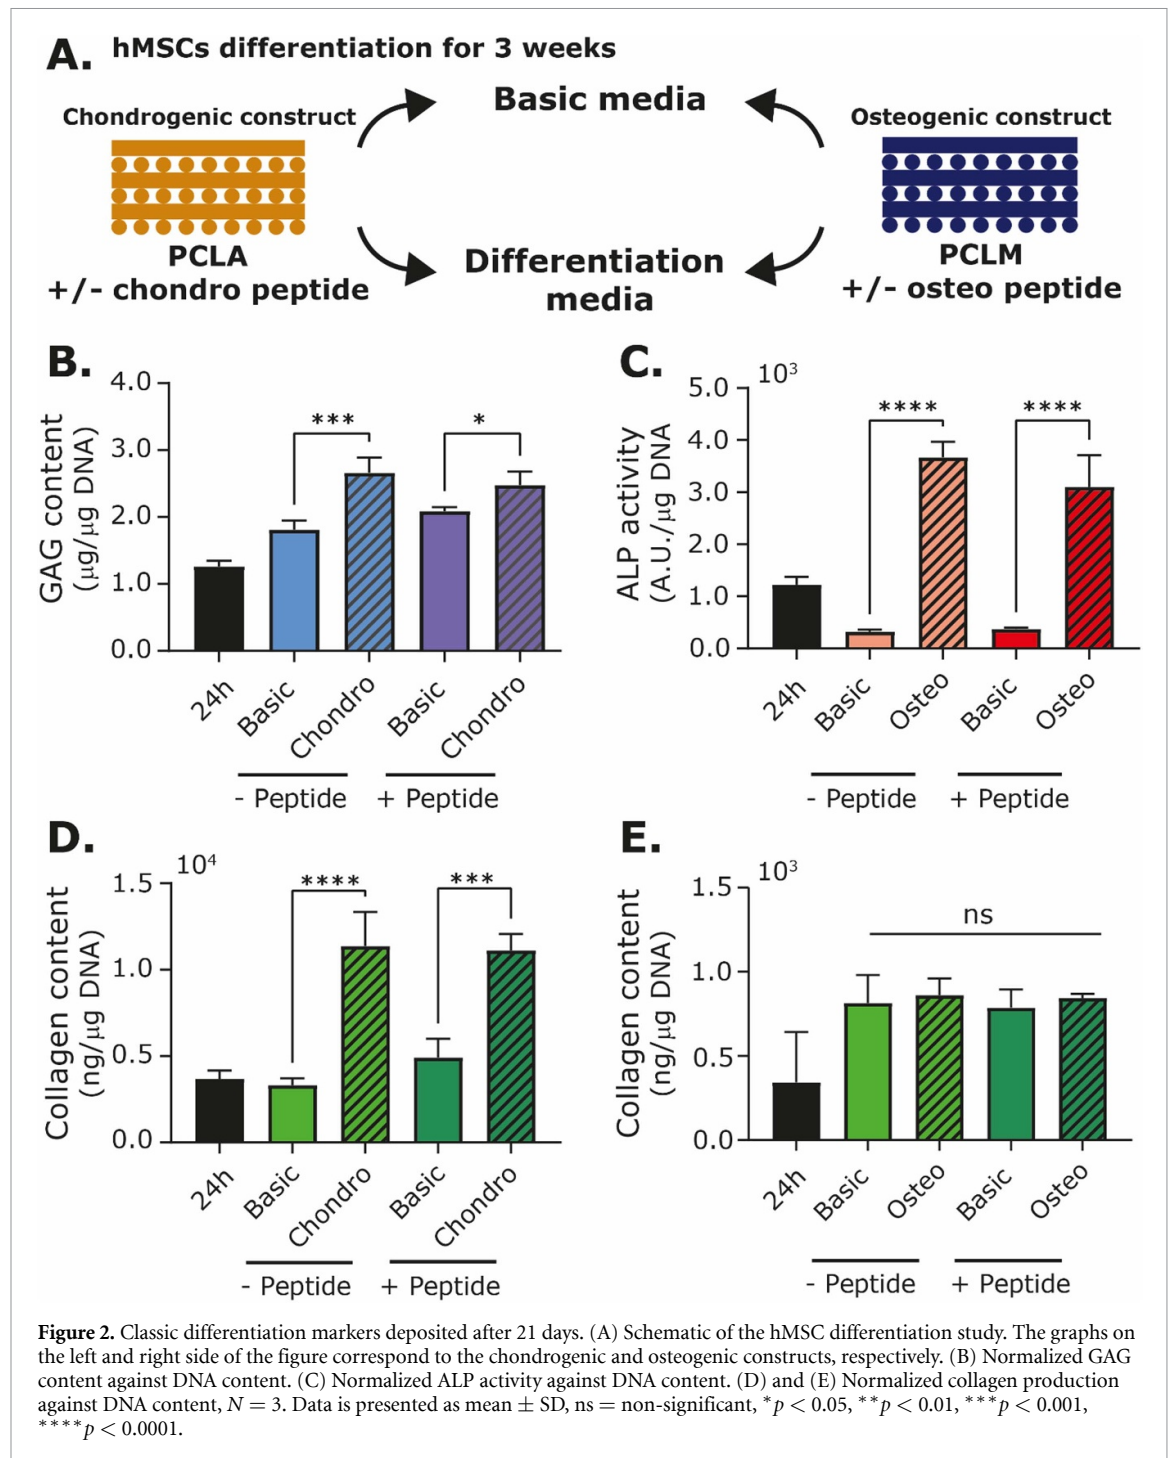 A. hMSCs differentiation for 3 weeks
Basic media
Chondrogenic construct
Osteogenic construct
PCLA
+/- chondro peptide
Differentiation
media
PCLM
+/- osteo peptide
B.
GAG content
(µg/µg DNA)
4.0
3.0
2.0
1.0
0.0
***
*
24h
Basic
Chondro
Basic
Chondro
- Peptide
+ Peptide
C.
10³
ALP activity
(A.U./µg DNA
5.0
4.0
3.0
2.0
1.0
0.0
****
****
24h
Basic
Osteo
Basic
Osteo
- Peptide
+ Peptide
D.
10⁴
Collagen content
(ng/µg DNA)
1.5
1.0
0.5
0.0
****
***
24h
Basic
Chondro
Basic
Chondro
- Peptide
+ Peptide
E.
10³
Collagen content
(ng/µg DNA)
1.5
1.0
0.5
0.0
ns
24h
Basic
Osteo
Basic
Osteo
- Peptide
+ Peptide
Figure 2. Classic differentiation markers deposited after 21 days. (A) Schematic of the hMSC differentiation study. The graphs on
the left and right side of the figure correspond to the chondrogenic and osteogenic constructs, respectively. (B) Normalized GAG
content against DNA content. (C) Normalized ALP activity against DNA content. (D) and (E) Normalized collagen production
against DNA content, N = 3. Data is presented as mean ± SD, ns = non-significant, *p < 0.05, **p < 0.01, ***p < 0.001,
****p < 0.0001.